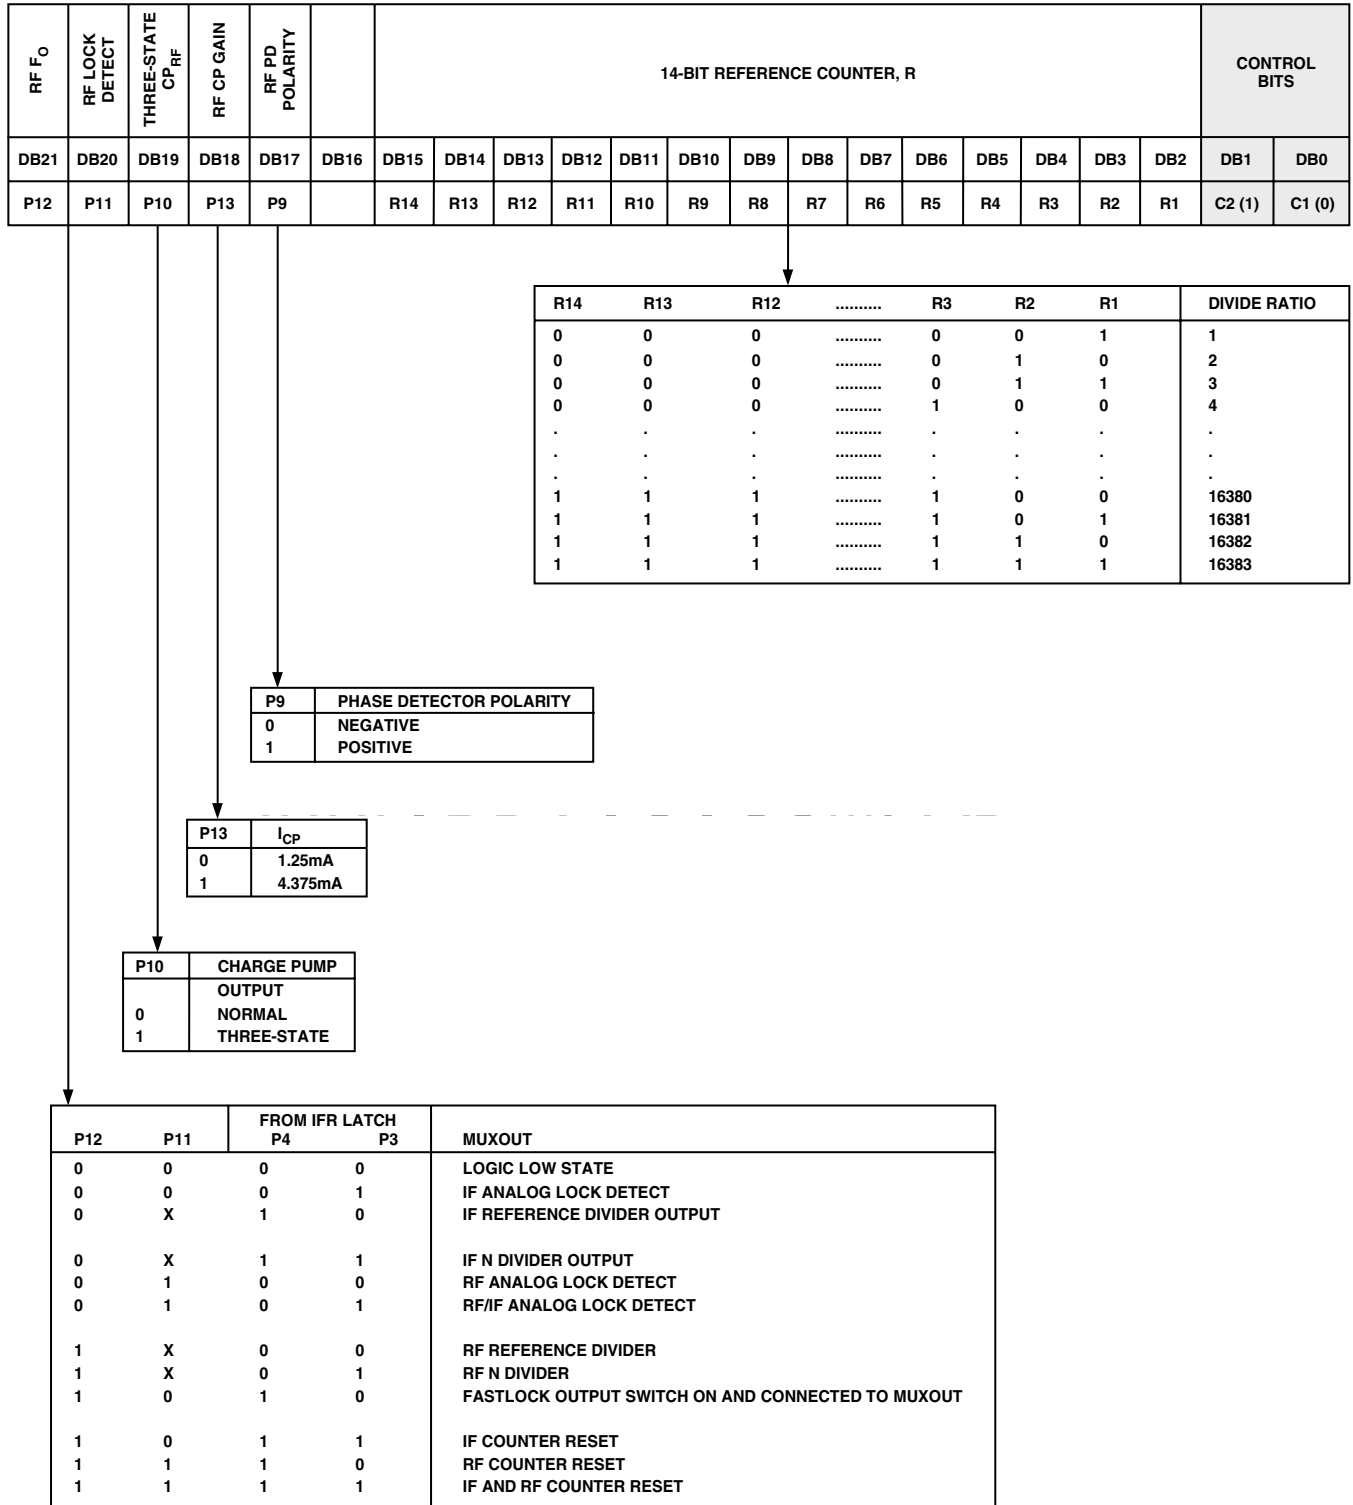 RF FO
RF LOCK DETECT
THREE-STATE CPRF
RF CP GAIN
RF PD POLARITY
14-BIT REFERENCE COUNTER, R
CONTROL BITS
DB21 DB20 DB19 DB18 DB17 DB16 DB15 DB14 DB13 DB12 DB11 DB10 DB9 DB8 DB7 DB6 DB5 DB4 DB3 DB2 DB1 DB0
P12 P11 P10 P13 P9 R14 R13 R12 R11 R10 R9 R8 R7 R6 R5 R4 R3 R2 R1 C2 (1) C1 (0)
R14 R13 R12 .......... R3 R2 R1 DIVIDE RATIO
0 0 0 .......... 0 0 1 1
0 0 0 .......... 0 1 0 2
0 0 0 .......... 0 1 1 3
0 0 0 .......... 1 0 0 4
. . . .......... . . . .
. . . .......... . . . .
. . . .......... . . . .
1 1 1 .......... 1 0 0 16380
1 1 1 .......... 1 0 1 16381
1 1 1 .......... 1 1 0 16382
1 1 1 .......... 1 1 1 16383
P9 PHASE DETECTOR POLARITY
0 NEGATIVE
1 POSITIVE
P13 ICP
0 1.25mA
1 4.375mA
P10 CHARGE PUMP
OUTPUT
0 NORMAL
1 THREE-STATE
FROM IFR LATCH
P12 P11 P4 P3 MUXOUT
0 0 0 0 LOGIC LOW STATE
0 0 0 1 IF ANALOG LOCK DETECT
0 X 1 0 IF REFERENCE DIVIDER OUTPUT
0 X 1 1 IF N DIVIDER OUTPUT
0 1 0 0 RF ANALOG LOCK DETECT
0 1 0 1 RF/IF ANALOG LOCK DETECT
1 X 0 0 RF REFERENCE DIVIDER
1 X 0 1 RF N DIVIDER
1 0 1 0 FASTLOCK OUTPUT SWITCH ON AND CONNECTED TO MUXOUT
1 0 1 1 IF COUNTER RESET
1 1 1 0 RF COUNTER RESET
1 1 1 1 IF AND RF COUNTER RESET